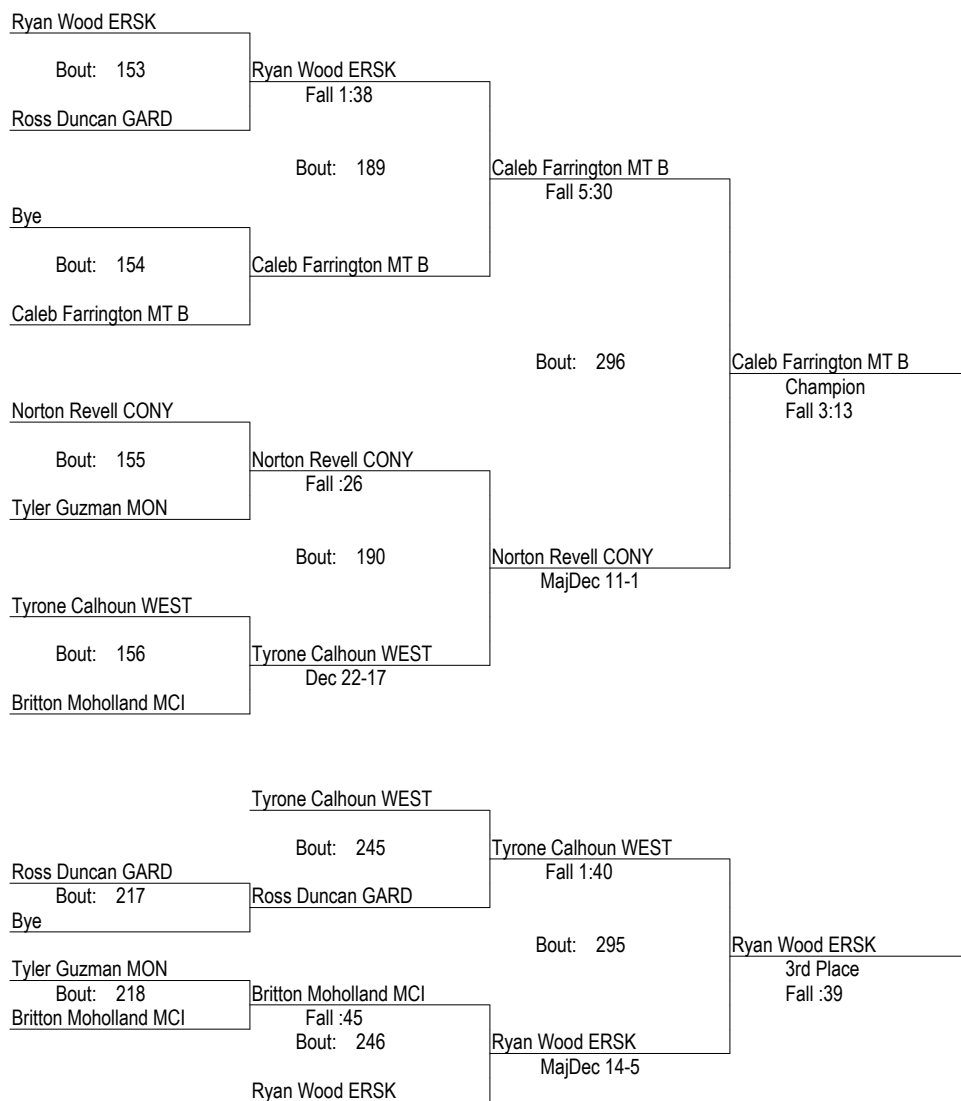 Ryan Wood ERSK
Bout: 153
Ryan Wood ERSK
Fall 1:38
Ross Duncan GARD
Bout: 189
Caleb Farrington MT B
Fall 5:30
Bye
Bout: 154
Caleb Farrington MT B
Caleb Farrington MT B
Bout: 296
Caleb Farrington MT B
Champion
Fall 3:13
Norton Revell CONY
Bout: 155
Norton Revell CONY
Fall :26
Tyler Guzman MON
Bout: 190
Norton Revell CONY
MajDec 11-1
Tyrone Calhoun WEST
Bout: 156
Tyrone Calhoun WEST
Dec 22-17
Britton Moholland MCI
Tyrone Calhoun WEST
Bout: 245
Tyrone Calhoun WEST
Fall 1:40
Ross Duncan GARD
Bout: 217
Ross Duncan GARD
Bye
Bout: 295
Ryan Wood ERSK
3rd Place
Fall :39
Tyler Guzman MON
Bout: 218
Britton Moholland MCI
Fall :45
Britton Moholland MCI
Bout: 246
Ryan Wood ERSK
MajDec 14-5
Ryan Wood ERSK